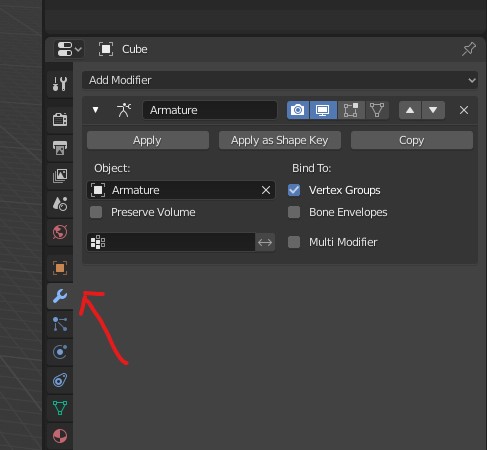 Cube
Add Modifier
Armature
Apply Apply as Shape Key Copy
Object: Bind To:
Armature Vertex Groups
Preserve Volume Bone Envelopes
Multi Modifier